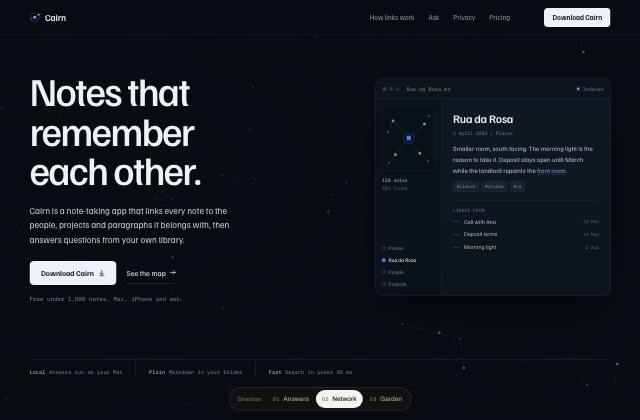 Cairn
How links work
Ask
Privacy
Pricing
Download Cairn
Notes that
remember
each other.
Cairn is a note-taking app that links every note to the
people, projects and paragraphs it belongs with, then
answers questions from your own library.
Download Cairn
See the map →
Free under 1,000 notes. Mac, iPhone and web.
Rua da Rosa.md
Indexed
128 notes
Places
Rua da Rosa
People
Projects
Rua da Rosa
2 April 2025 / Places
Smaller room, south facing. The morning light is the
reason to take it. Deposit stays open until March
while the landlord repaints the front room.
#lisbon
#studio
Ana
LINKED FROM
Call with Ana
12 Mar
Deposit terms
Morning light
2 Apr
Local Answers run on your Mac
Plain Markdown in your folder
Fast Search in under 40 ms
Direction
01 Answers
02 Network
03 Garden